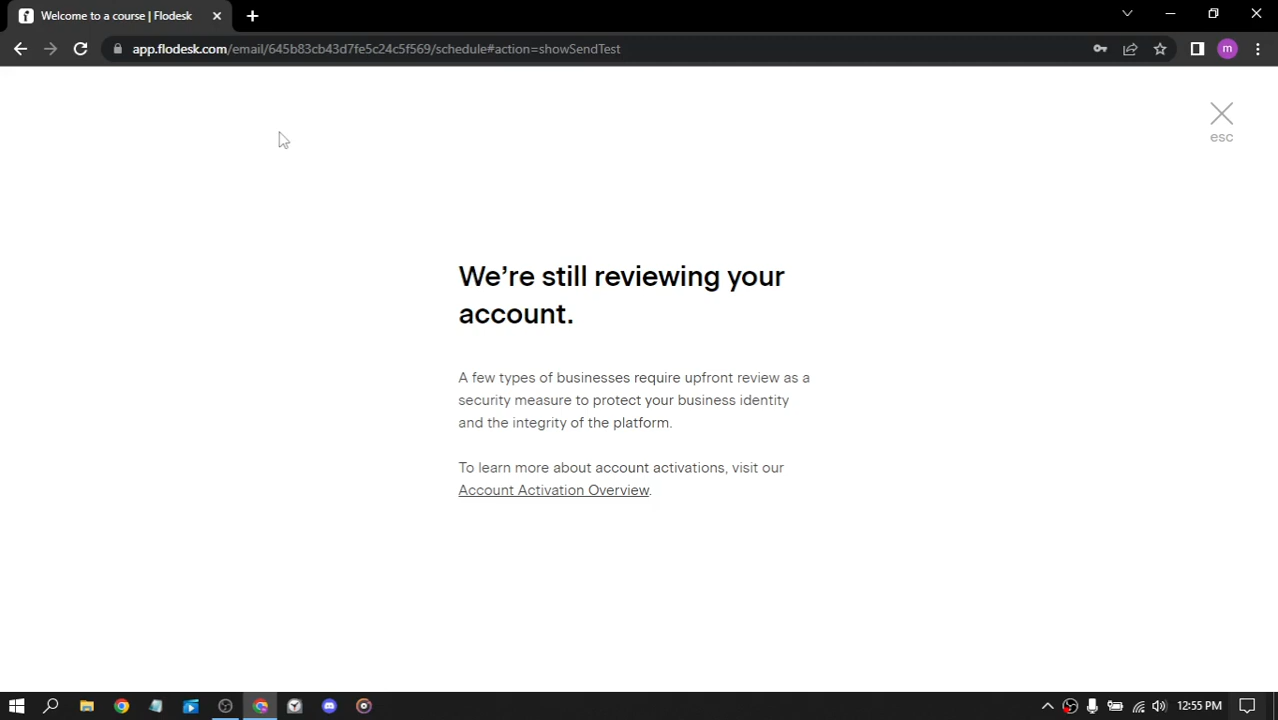 Welcome to a course | Flodesk
app.flodesk.com/email/645b83cb43d7fe5c24c5f569/schedule#action=showSendTest
m
esc
We're still reviewing your
account.
A few types of businesses require upfront review as a
security measure to protect your business identity
and the integrity of the platform.
To learn more about account activations, visit our
Account Activation Overview.
12:55 PM